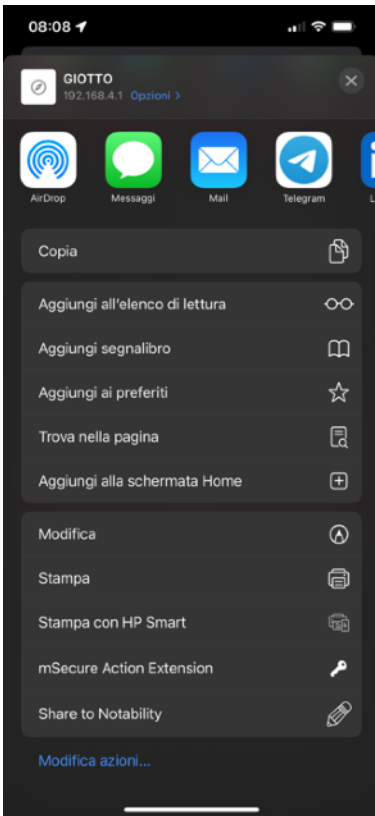 08:08
GIOTTO
192.168.4.1 Opzioni >
AirDrop Messaggi Mail Telegram L
Copia
Aggiungi all'elenco di lettura
Aggiungi segnalibro
Aggiungi ai preferiti
Trova nella pagina
Aggiungi alla schermata Home
Modifica
Stampa
Stampa con HP Smart
mSecure Action Extension
Share to Notability
Modifica azioni...